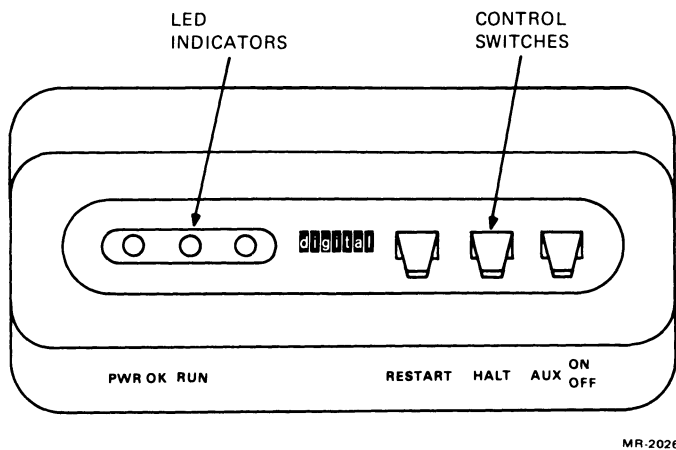 LED
INDICATORS
CONTROL
SWITCHES
digital
PWR OK RUN
RESTART HALT AUX ON
OFF
MR-2026